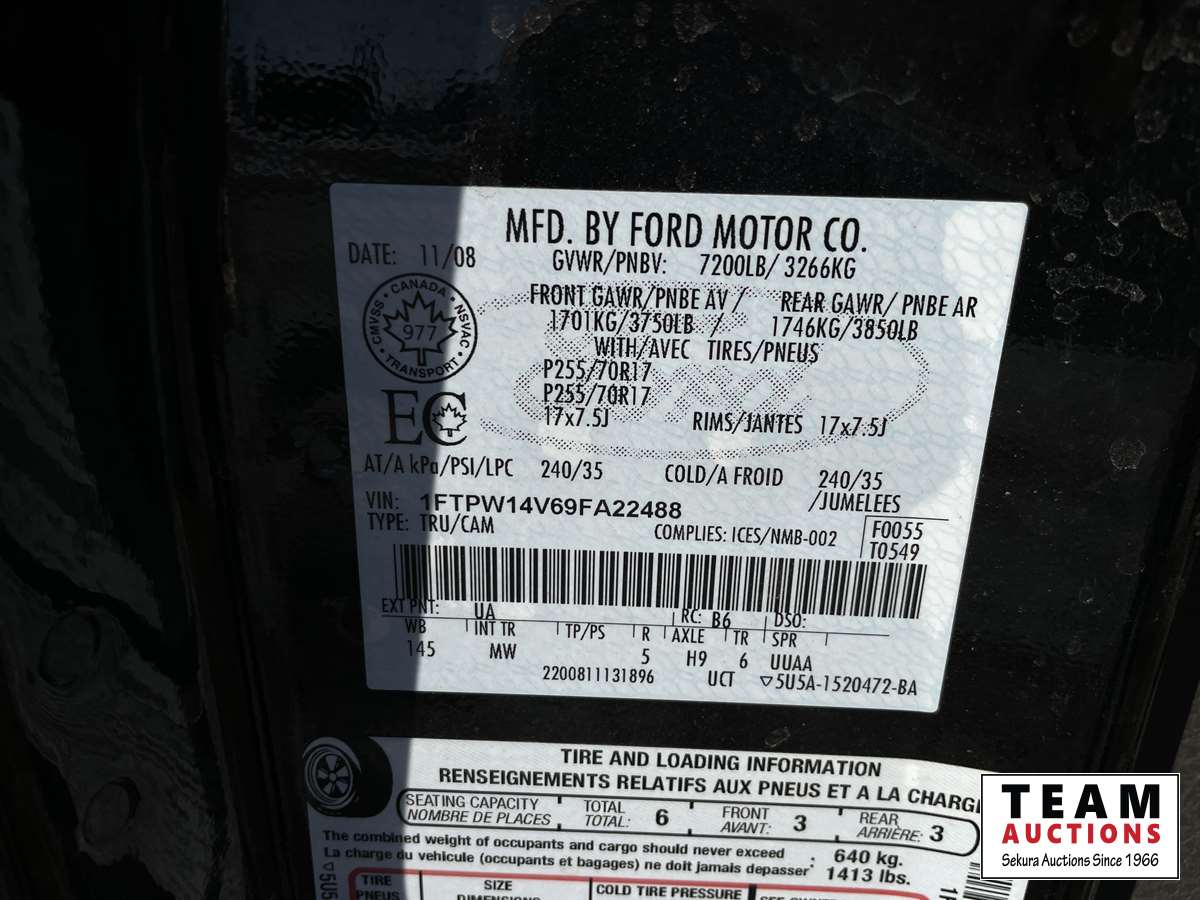 MFD. BY FORD MOTOR CO.
DATE: 11/08
GVWR/PNBV: 7200LB/ 3266KG
FRONT GAWR/PNBE AV / REAR GAWR/ PNBE AR
1701KG/3750LB / 1746KG/3850LB
WITH/AVEC TIRES/PNEUS
P255/70R17
P255/70R17
17x7.5J RIMS/JANTES 17x7.5J
CANADA
CMVSS NSVAC
977
TRANSPORT
EC
AT/A kPa/PSI/LPC 240/35 COLD/A FROID 240/35
/JUMELEES
VIN: 1FTPW14V69FA22488
TYPE: TRU/CAM COMPLIES: ICES/NMB-002
F0055
T0549
EXT PNT: UA RC: B6 DSO:
WB INT TR TP/PS R AXLE TR SPR
145 MW 5 H9 6 UUAA
2200811131896 UCT ▽5U5A-1520472-BA
TIRE AND LOADING INFORMATION
RENSEIGNEMENTS RELATIFS AUX PNEUS ET A LA CHARG
SEATING CAPACITY TOTAL 6 FRONT 3 REAR 3
NOMBRE DE PLACES TOTAL: AVANT: ARRIÈRE:
The combined weight of occupants and cargo should never exceed : 640 kg.
La charge du vehicule (occupants et bagages) ne doit jamais depasser 1413 lbs.
TIRE SIZE COLD TIRE PRESSURE
PNEUS DIMENSIONS
▽5U5
TEAM
AUCTIONS
Sekura Auctions Since 1966